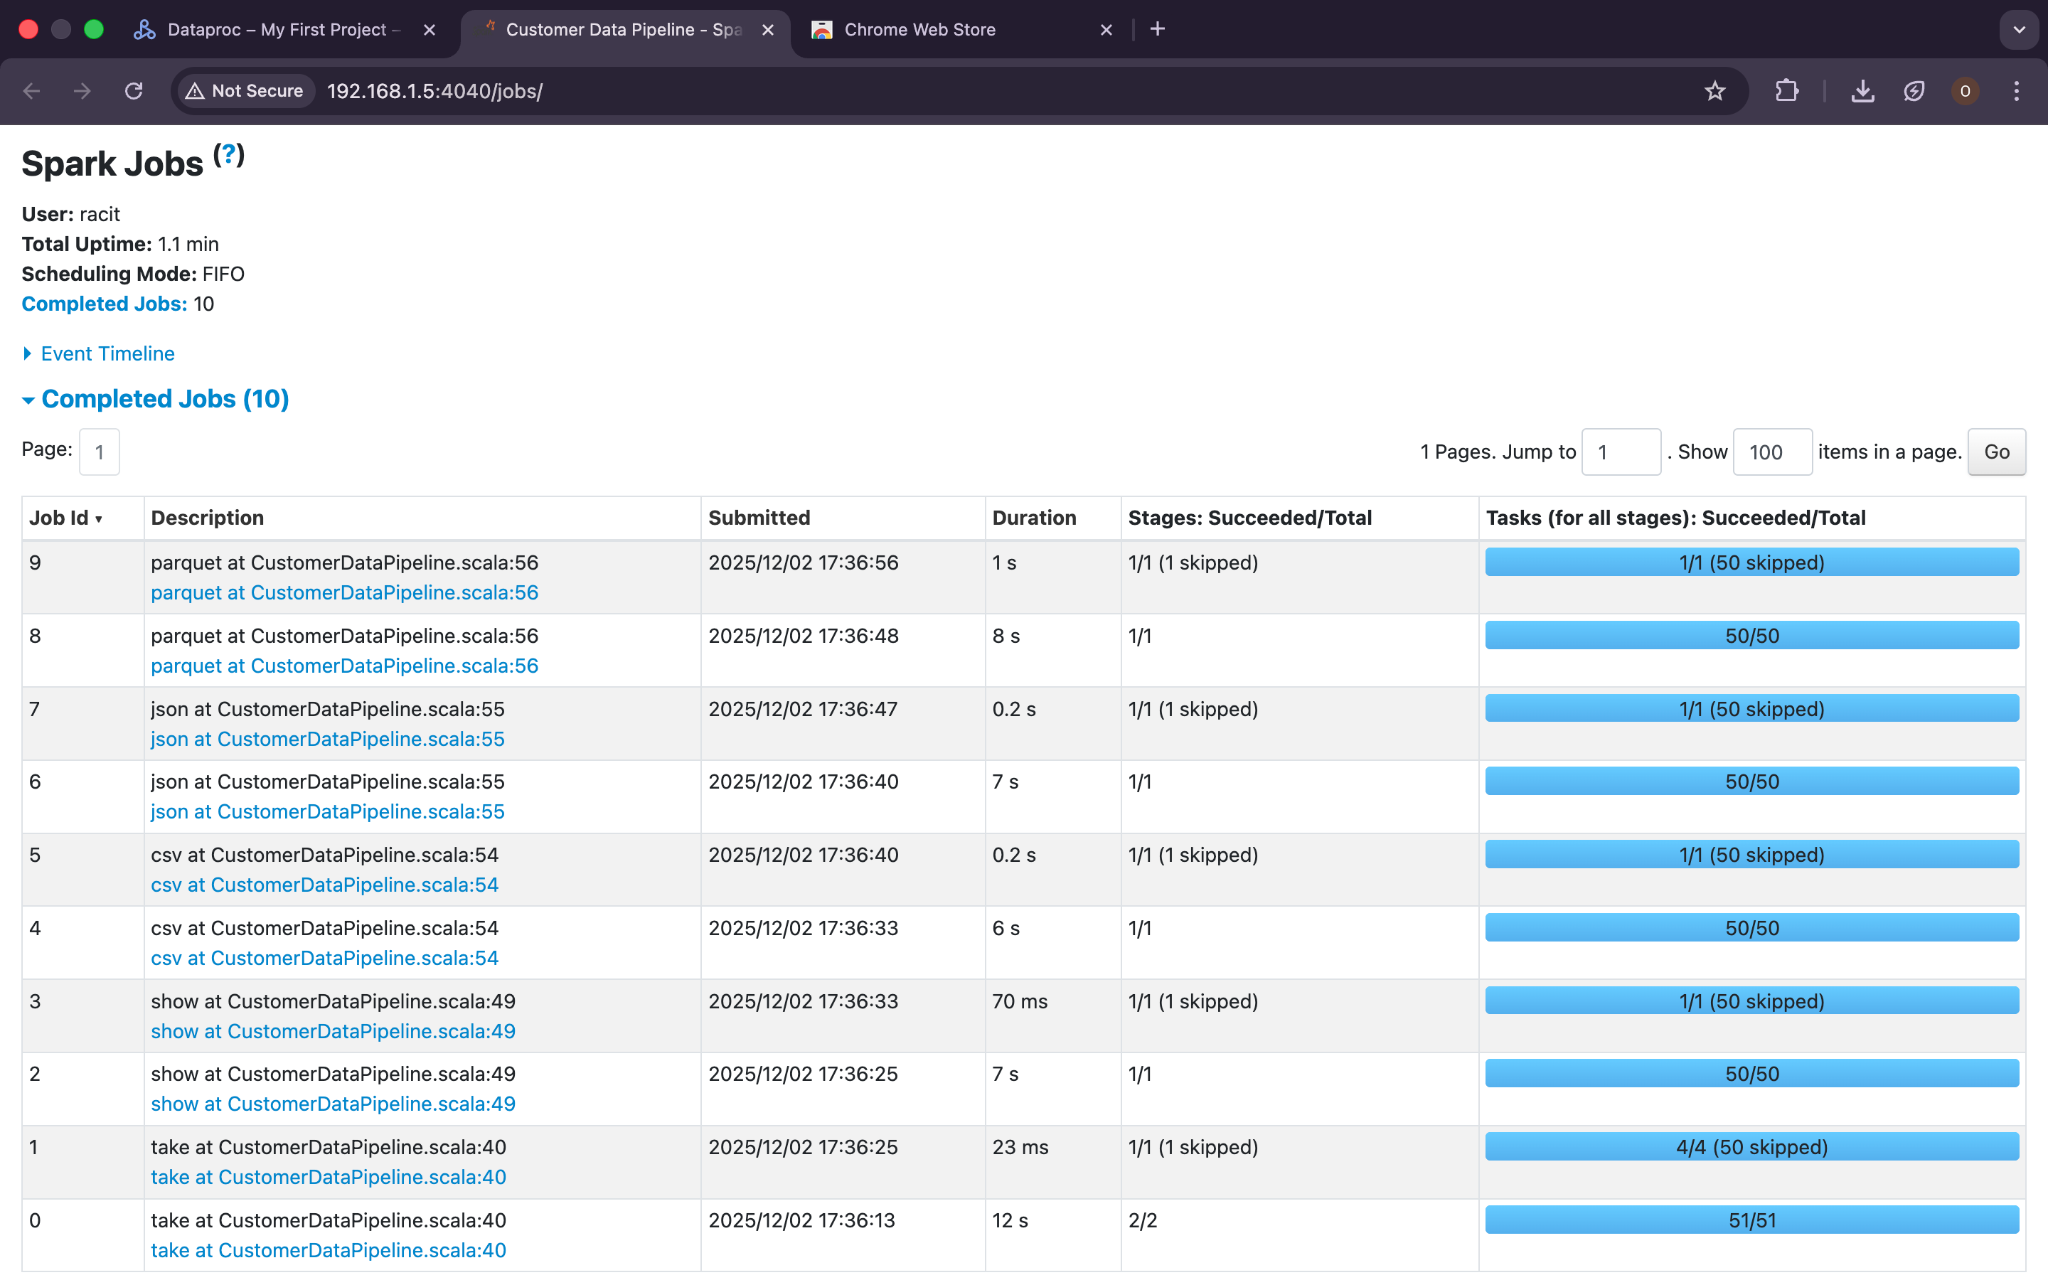 Dataproc – My First Project –
Customer Data Pipeline - Spa
Chrome Web Store
Not Secure
192.168.1.5:4040/jobs/
O
Spark Jobs (?)
User: racit
Total Uptime: 1.1 min
Scheduling Mode: FIFO
Completed Jobs: 10
Event Timeline
Completed Jobs (10)
Page: 1
1 Pages. Jump to 1 . Show 100 items in a page. Go
Job Id ▾ Description Submitted Duration Stages: Succeeded/Total Tasks (for all stages): Succeeded/Total
9 parquet at CustomerDataPipeline.scala:56 2025/12/02 17:36:56 1 s 1/1 (1 skipped) 1/1 (50 skipped)
parquet at CustomerDataPipeline.scala:56
8 parquet at CustomerDataPipeline.scala:56 2025/12/02 17:36:48 8 s 1/1 50/50
parquet at CustomerDataPipeline.scala:56
7 json at CustomerDataPipeline.scala:55 2025/12/02 17:36:47 0.2 s 1/1 (1 skipped) 1/1 (50 skipped)
json at CustomerDataPipeline.scala:55
6 json at CustomerDataPipeline.scala:55 2025/12/02 17:36:40 7 s 1/1 50/50
json at CustomerDataPipeline.scala:55
5 csv at CustomerDataPipeline.scala:54 2025/12/02 17:36:40 0.2 s 1/1 (1 skipped) 1/1 (50 skipped)
csv at CustomerDataPipeline.scala:54
4 csv at CustomerDataPipeline.scala:54 2025/12/02 17:36:33 6 s 1/1 50/50
csv at CustomerDataPipeline.scala:54
3 show at CustomerDataPipeline.scala:49 2025/12/02 17:36:33 70 ms 1/1 (1 skipped) 1/1 (50 skipped)
show at CustomerDataPipeline.scala:49
2 show at CustomerDataPipeline.scala:49 2025/12/02 17:36:25 7 s 1/1 50/50
show at CustomerDataPipeline.scala:49
1 take at CustomerDataPipeline.scala:40 2025/12/02 17:36:25 23 ms 1/1 (1 skipped) 4/4 (50 skipped)
take at CustomerDataPipeline.scala:40
0 take at CustomerDataPipeline.scala:40 2025/12/02 17:36:13 12 s 2/2 51/51
take at CustomerDataPipeline.scala:40